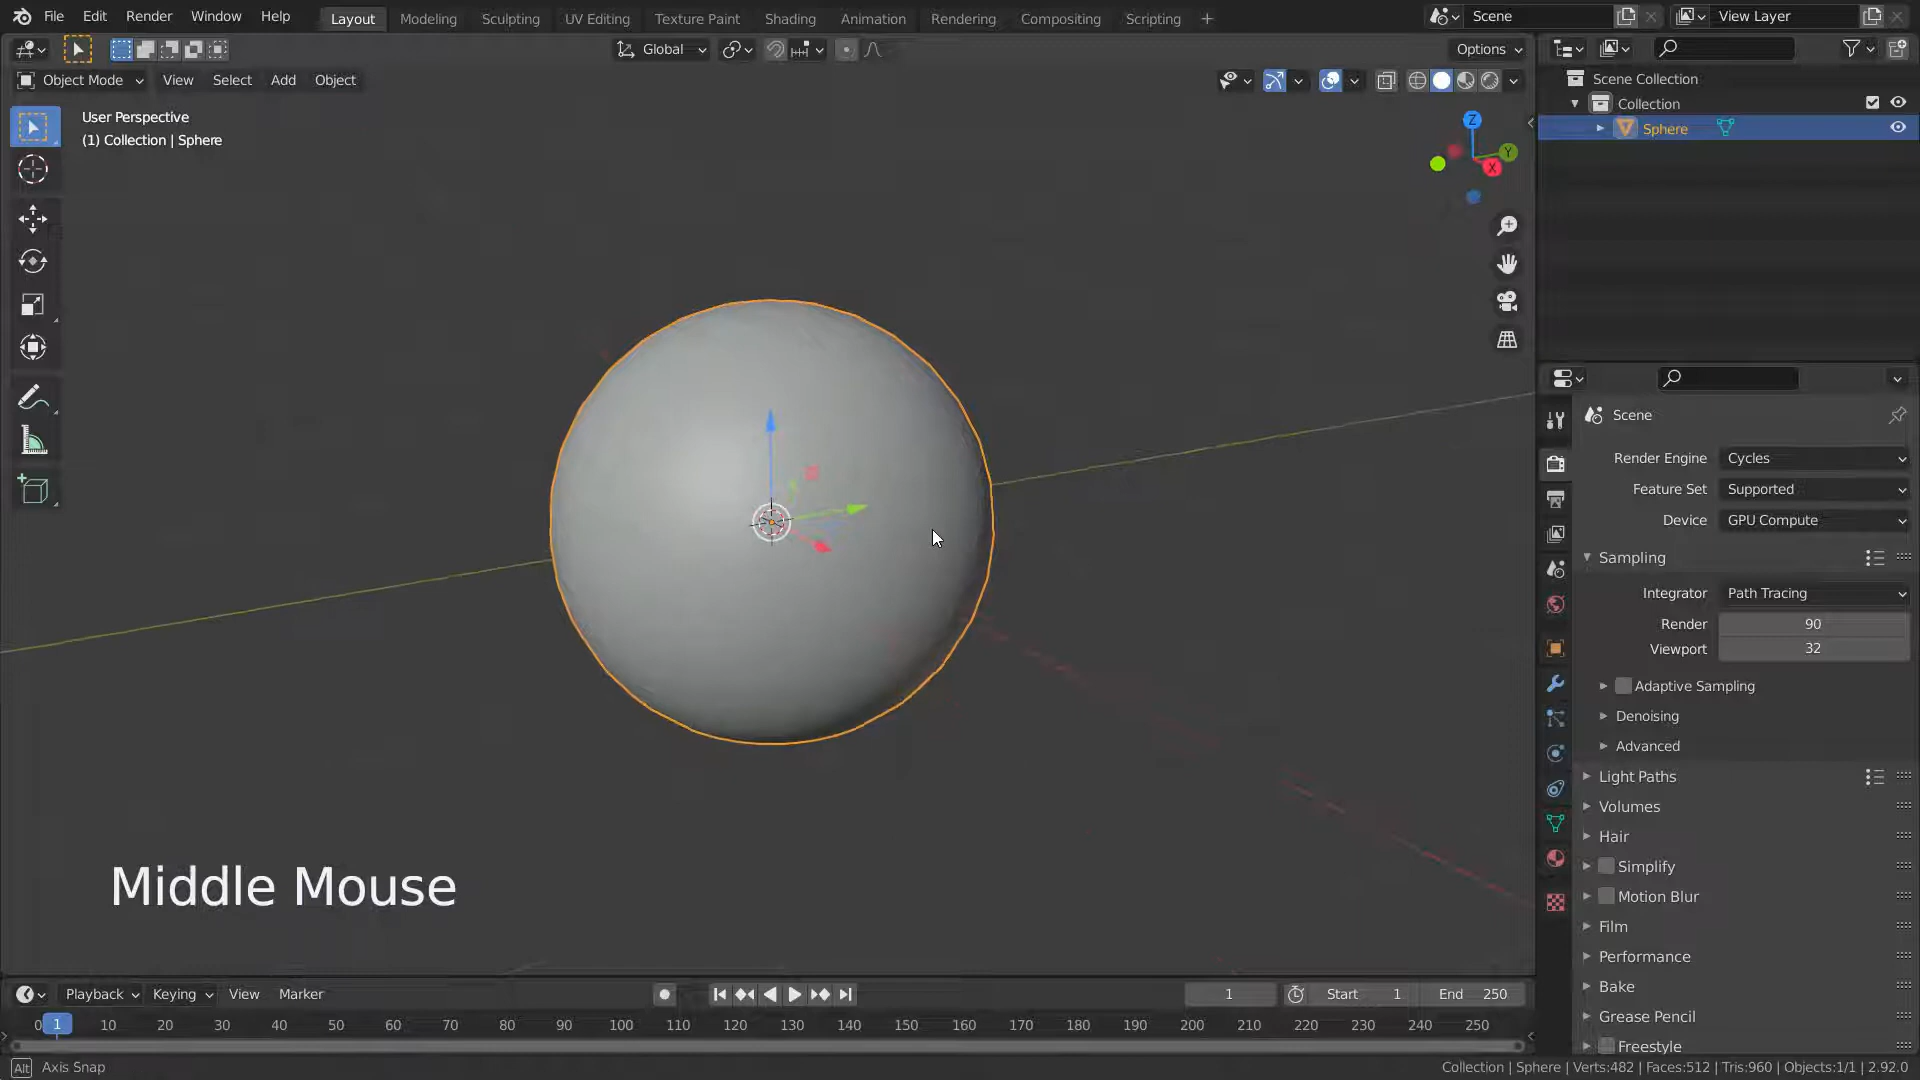 File Edit Render Window Help Layout Modeling Sculpting UV Editing Texture Paint Shading Animation Rendering Compositing Scripting + Scene View Layer
Global Options
Object Mode View Select Add Object
User Perspective
(1) Collection | Sphere
Z
Y
X
Scene Collection
Collection
Sphere
Scene
Render Engine Cycles
Feature Set Supported
Device GPU Compute
Sampling
Integrator Path Tracing
Render 90
Viewport 32
Adaptive Sampling
Denoising
Advanced
Light Paths
Volumes
Hair
Simplify
Motion Blur
Film
Performance
Bake
Grease Pencil
Freestyle
Middle Mouse
Playback Keying View Marker 1 Start 1 End 250
0 1 10 20 30 40 50 60 70 80 90 100 110 120 130 140 150 160 170 180 190 200 210 220 230 240 250
Alt Axis Snap Collection | Sphere | Verts:482 | Faces:512 | Tris:960 | Objects:1/1 | 2.92.0